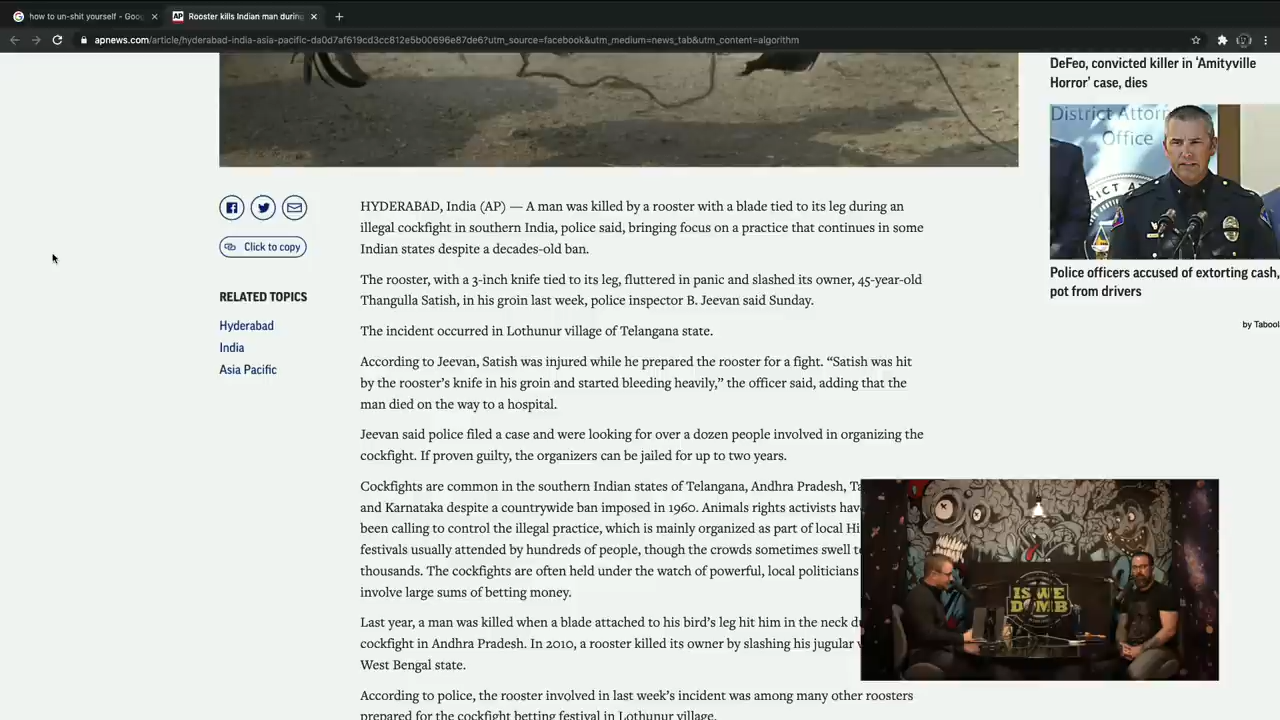 how to un-shit yourself - Goo
Rooster kills Indian man durin
apnews.com/article/hyderabad-india-asia-pacific-da0d7af619cd3cc812e5b00696e87de6?utm_source=facebook&utm_medium=news_tab&utm_content=algorithm
DeFeo, convicted killer in ‘Amityville
Horror’ case, dies
District Attor
Office
Police officers accused of extorting cash,
pot from drivers
by Tabool
Click to copy
RELATED TOPICS
Hyderabad
India
Asia Pacific
HYDERABAD, India (AP) — A man was killed by a rooster with a blade tied to its leg during an
illegal cockfight in southern India, police said, bringing focus on a practice that continues in some
Indian states despite a decades-old ban.
The rooster, with a 3-inch knife tied to its leg, fluttered in panic and slashed its owner, 45-year-old
Thangulla Satish, in his groin last week, police inspector B. Jeevan said Sunday.
The incident occurred in Lothunur village of Telangana state.
According to Jeevan, Satish was injured while he prepared the rooster for a fight. “Satish was hit
by the rooster’s knife in his groin and started bleeding heavily,” the officer said, adding that the
man died on the way to a hospital.
Jeevan said police filed a case and were looking for over a dozen people involved in organizing the
cockfight. If proven guilty, the organizers can be jailed for up to two years.
Cockfights are common in the southern Indian states of Telangana, Andhra Pradesh, Ta
and Karnataka despite a countrywide ban imposed in 1960. Animals rights activists hav
been calling to control the illegal practice, which is mainly organized as part of local Hi
festivals usually attended by hundreds of people, though the crowds sometimes swell t
thousands. The cockfights are often held under the watch of powerful, local politicians
involve large sums of betting money.
Last year, a man was killed when a blade attached to his bird’s leg hit him in the neck d
cockfight in Andhra Pradesh. In 2010, a rooster killed its owner by slashing his jugular v
West Bengal state.
According to police, the rooster involved in last week’s incident was among many other roosters
prepared for the cockfight betting festival in Lothunur village.
IS WE
DUMB